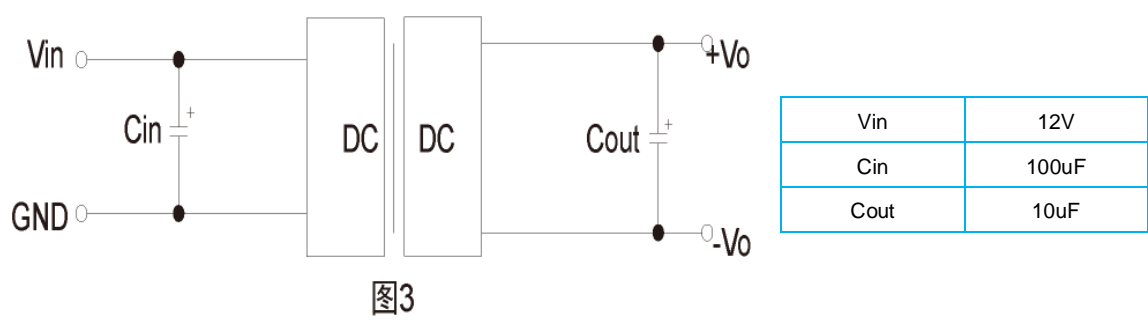 Vin
+Vo
Cin
+
DC
DC
Cout
+
GND
-Vo
图3
Vin 12V
Cin 100uF
Cout 10uF